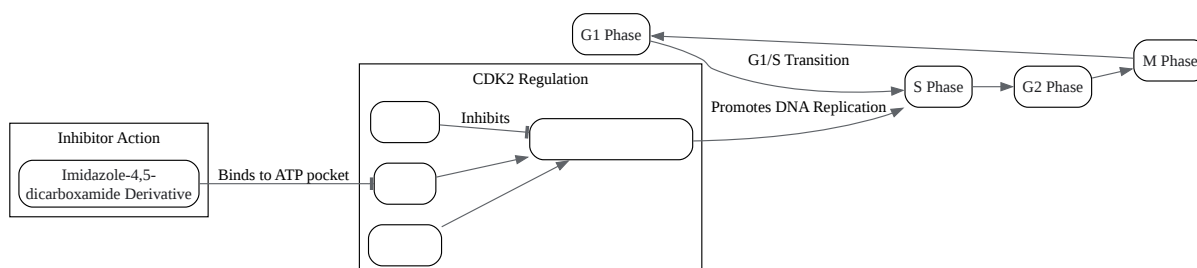 G1 Phase
G1/S Transition
M Phase
S Phase
G2 Phase
CDK2 Regulation
Promotes DNA Replication
Inhibits
Inhibitor Action
Imidazole-4,5-
dicarboxamide Derivative
Binds to ATP pocket